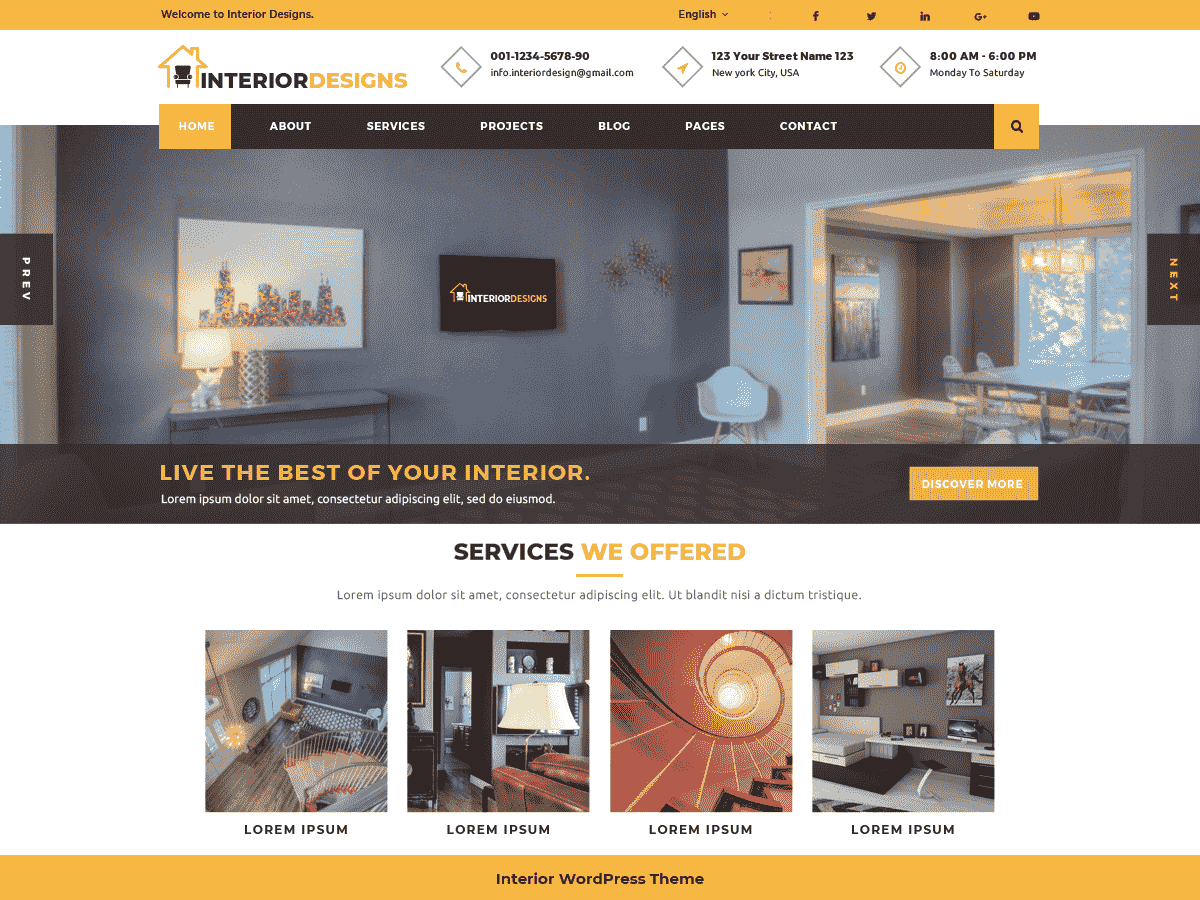 Welcome to Interior Designs.
English
INTERIORDESIGNS
001-1234-5678-90
info.interiordesign@gmail.com
123 Your Street Name 123
New york City, USA
8:00 AM - 6:00 PM
Monday To Saturday
HOME ABOUT SERVICES PROJECTS BLOG PAGES CONTACT
PREV
INTERIORDESIGNS
NEXT
LIVE THE BEST OF YOUR INTERIOR.
Lorem ipsum dolor sit amet, consectetur adipiscing elit, sed do eiusmod.
DISCOVER MORE
SERVICES WE OFFERED
Lorem ipsum dolor sit amet, consectetur adipiscing elit. Ut blandit nisi a dictum tristique.
LOREM IPSUM
LOREM IPSUM
LOREM IPSUM
LOREM IPSUM
Interior WordPress Theme